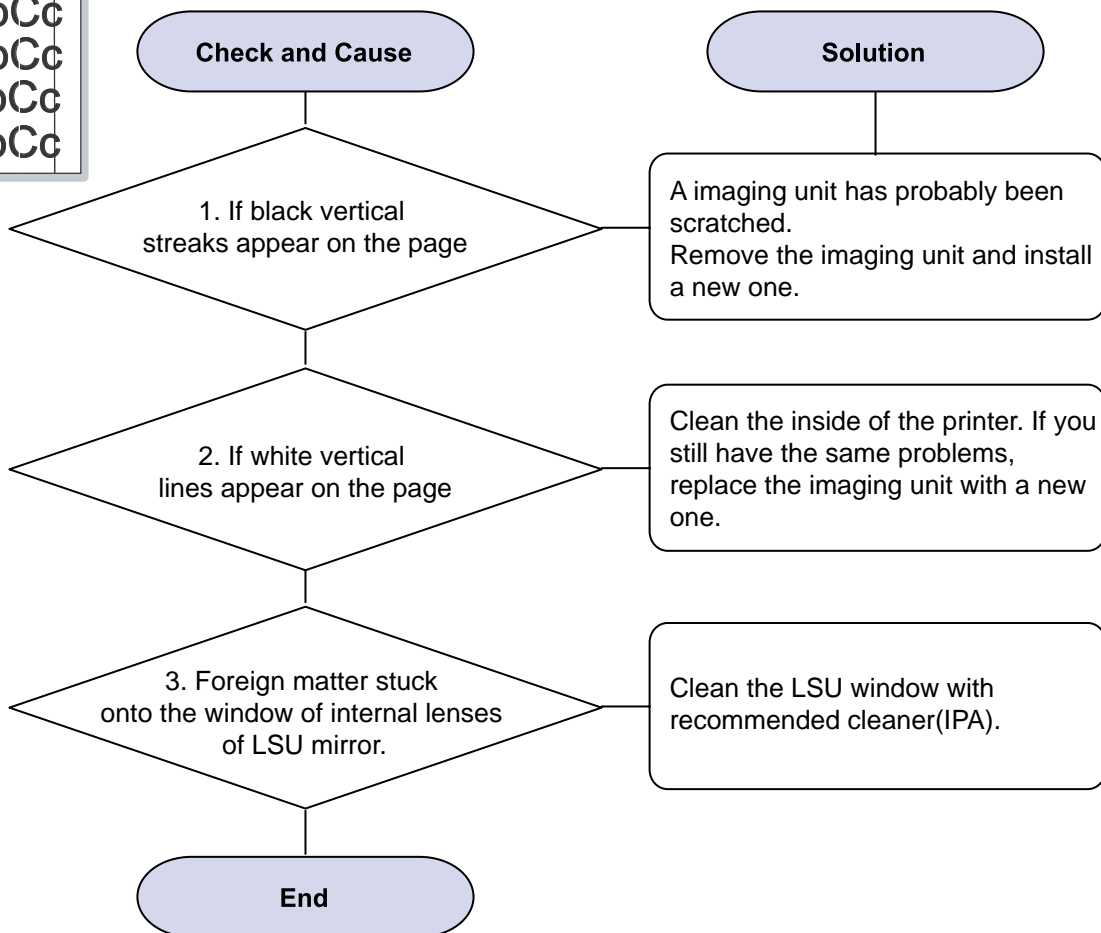 Check and Cause
Solution
1. If black vertical
streaks appear on the page
A imaging unit has probably been
scratched.
Remove the imaging unit and install
a new one.
2. If white vertical
lines appear on the page
Clean the inside of the printer. If you
still have the same problems,
replace the imaging unit with a new
one.
3. Foreign matter stuck
onto the window of internal lenses
of LSU mirror.
Clean the LSU window with
recommended cleaner(IPA).
End